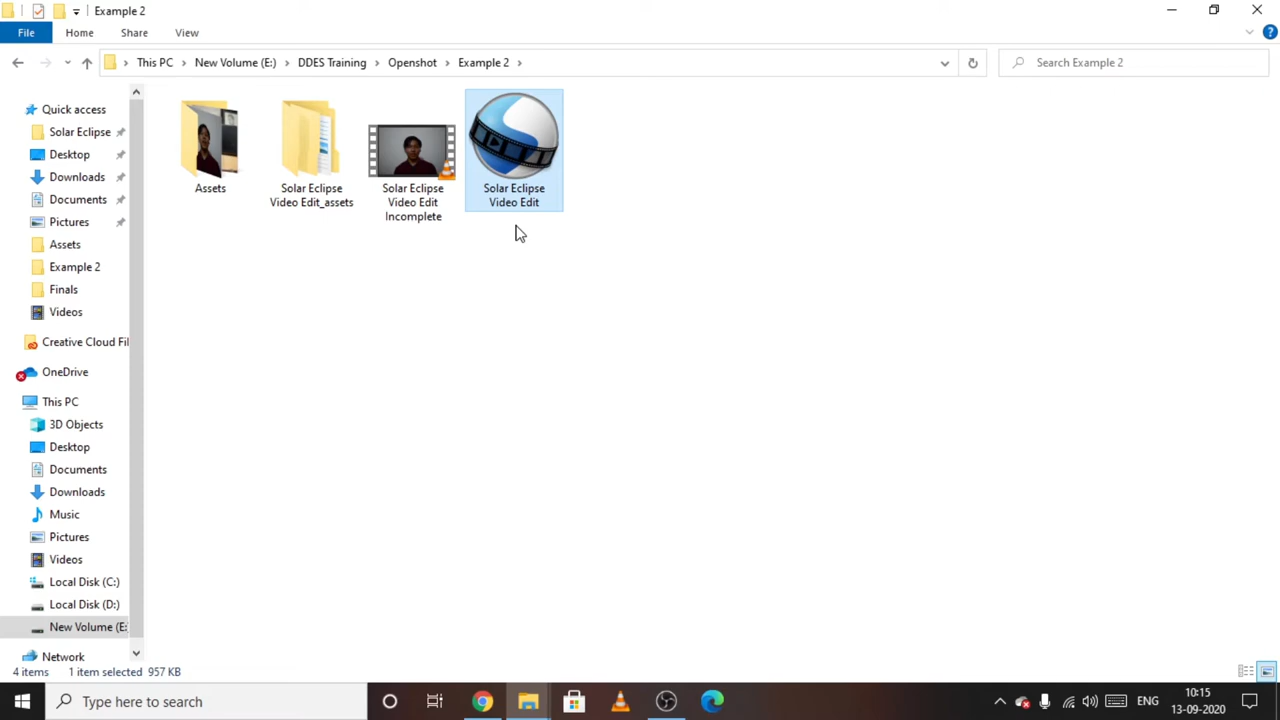 Example 2
File
Home
Share
View
This PC
New Volume (E:)
DDES Training
Openshot
Example 2
Search Example 2
Quick access
Solar Eclipse
Desktop
Downloads
Documents
Pictures
Assets
Example 2
Finals
Videos
Creative Cloud Fil
OneDrive
This PC
3D Objects
Desktop
Documents
Downloads
Music
Pictures
Videos
Local Disk (C:)
Local Disk (D:)
New Volume (E:
Network
Assets
Solar Eclipse
Video Edit_assets
Solar Eclipse
Video Edit
Incomplete
Solar Eclipse
Video Edit
4 items
1 item selected 957 KB
Type here to search
ENG
10:15
13-09-2020